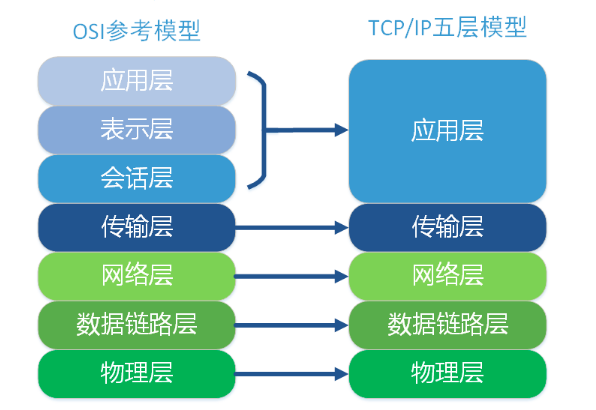 OSI参考模型
TCP/IP五层模型
应用层
表示层
会话层
传输层
网络层
数据链路层
物理层
应用层
传输层
网络层
数据链路层
物理层